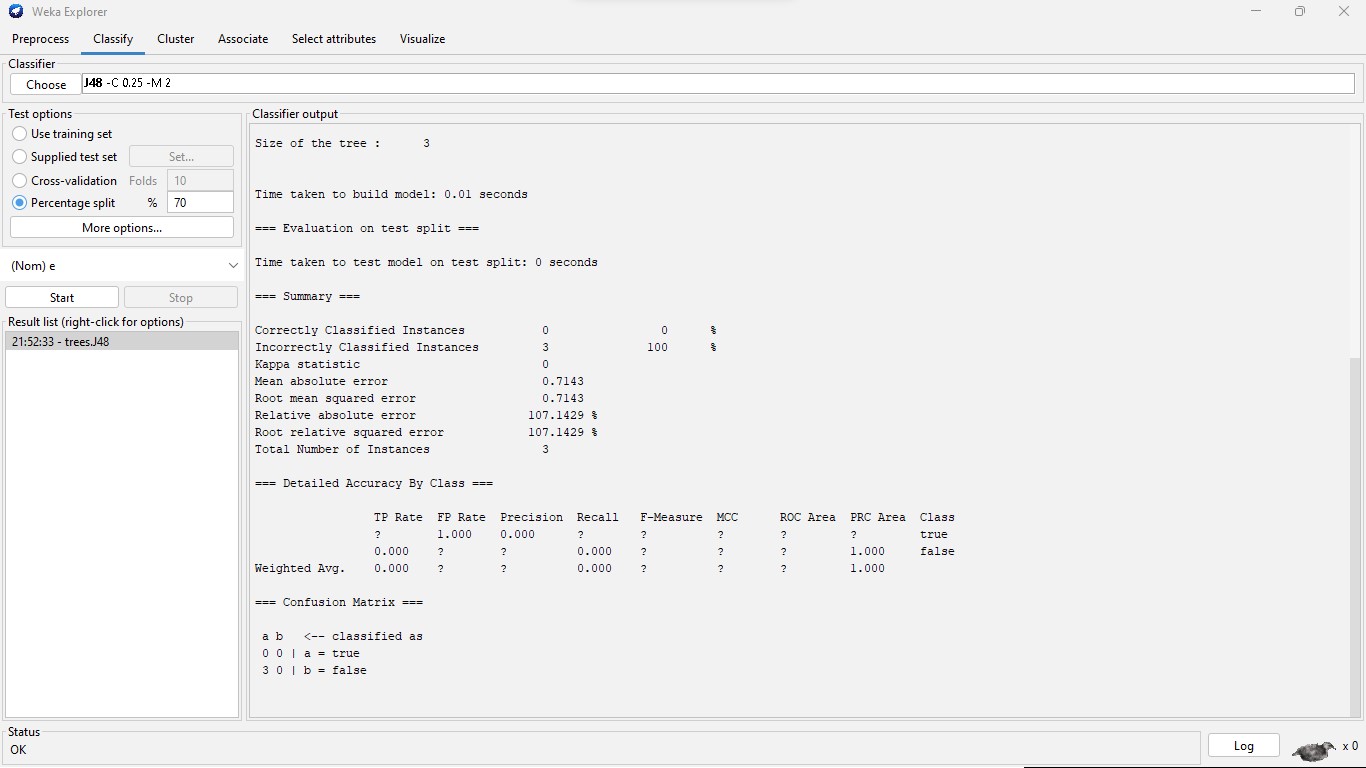 Weka Explorer
Preprocess Classify Cluster Associate Select attributes Visualize
Classifier
Choose J48 -C 0.25 -M 2
Test options
Use training set
Supplied test set Set...
Cross-validation Folds 10
Percentage split % 70
More options...
(Nom) e
Start Stop
Result list (right-click for options)
21:52:33 - trees.J48
Classifier output
Size of the tree : 3
Time taken to build model: 0.01 seconds
=== Evaluation on test split ===
Time taken to test model on test split: 0 seconds
=== Summary ===
Correctly Classified Instances 0 0 %
Incorrectly Classified Instances 3 100 %
Kappa statistic 0
Mean absolute error 0.7143
Root mean squared error 0.7143
Relative absolute error 107.1429 %
Root relative squared error 107.1429 %
Total Number of Instances 3
=== Detailed Accuracy By Class ===
TP Rate FP Rate Precision Recall F-Measure MCC ROC Area PRC Area Class
? 1.000 0.000 ? ? ? ? ? true
0.000 ? ? 0.000 ? ? ? 1.000 false
Weighted Avg. 0.000 ? ? 0.000 ? ? ? 1.000
=== Confusion Matrix ===
a b <-- classified as
0 0 | a = true
3 0 | b = false
Status
OK
Log x 0